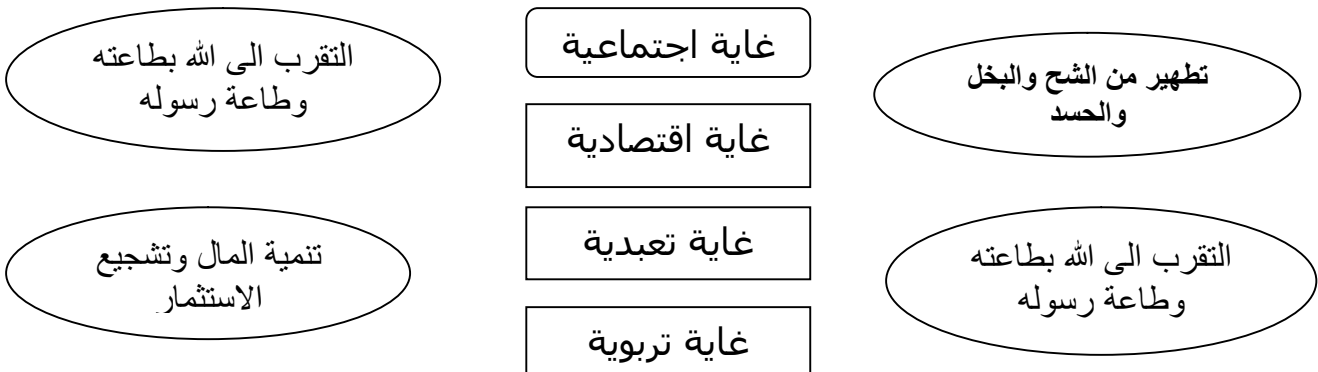 غاية اجتماعية
تطهير من الشح والبخل
والحسد
التقرب الى الله بطاعته
وطاعة رسوله
غاية اقتصادية
غاية تعبدية
التقرب الى الله بطاعته
وطاعة رسوله
تنمية المال وتشجيع
الاستثمار
غاية تربوية